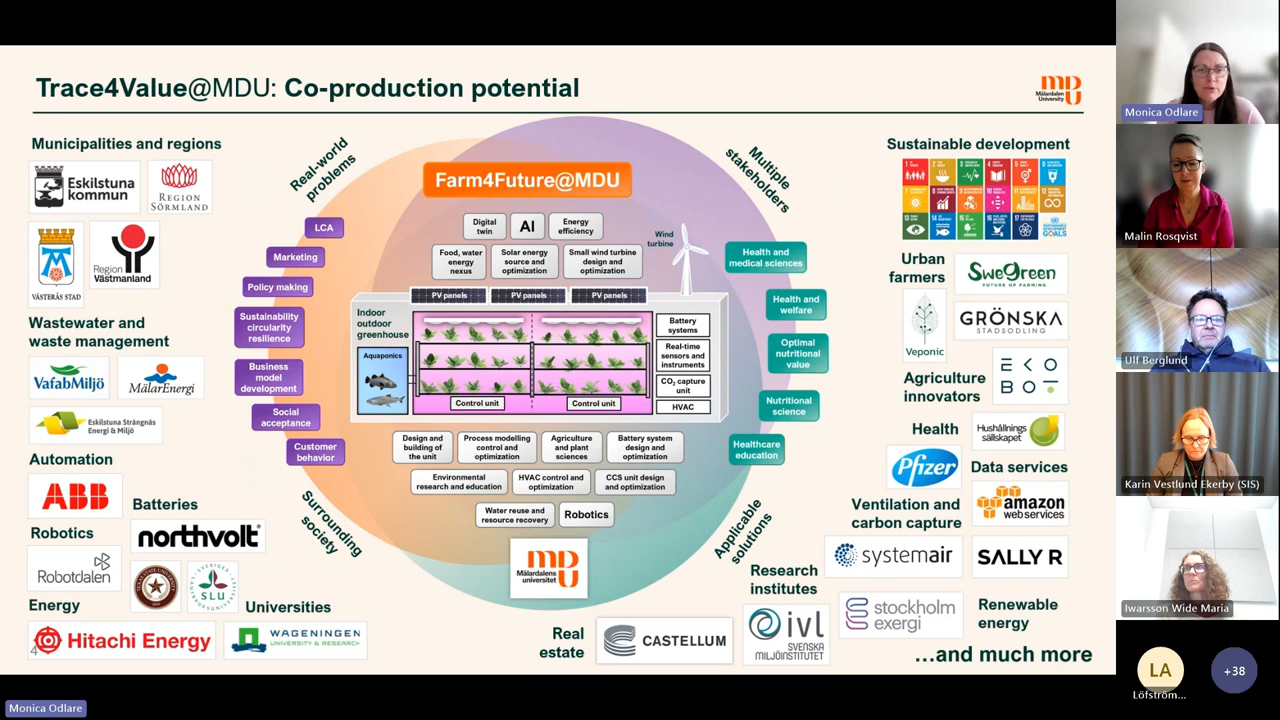 Trace4Value@MDU: Co-production potential
Mälardalen
University
Municipalities and regions
Eskilstuna
kommun
REGION
SÖRMLAND
VÄSTERÅS STAD
Region
Västmanland
Wastewater and
waste management
VafabMiljö
MälarEnergi
Eskilstuna Strängnäs
Energi & Miljö
Automation
ABB
Batteries
northvolt
Robotics
Robotdalen
SLU
Energy
Universities
Hitachi Energy
WAGENINGEN
UNIVERSITY & RESEARCH
4
Real-world
problems
Multiple
stakeholders
Surrounding
society
Applicable
solutions
Farm4Future@MDU
LCA
Marketing
Policy making
Sustainability
circularity
resilience
Business
model
development
Social
acceptance
Customer
behavior
Digital
twin
AI
Energy
efficiency
Food, water
energy
nexus
Solar energy
source and
optimization
Small wind turbine
design and
optimization
Wind
turbine
PV panels
PV panels
PV panels
Indoor
outdoor
greenhouse
Aquaponics
Control unit
Control unit
Battery
systems
Real-time
sensors and
instruments
CO2 capture
unit
HVAC
Design and
building of
the unit
Process modelling
control and
optimization
Agriculture
and plant
sciences
Battery system
design and
optimization
Environmental
research and education
HVAC control and
optimization
CCS unit design
and optimization
Water reuse and
resource recovery
Robotics
Mälardalens
universitet
Health and
medical sciences
Health and
welfare
Optimal
nutritional
value
Nutritional
science
Healthcare
education
Sustainable development
Urban
farmers
SweGreen
FUTURE OF FARMING
Veponic
GRÖNSKA
STADSODLING
Agriculture
innovators
EKO
BOT
Health
Hushållnings
sällskapet
Pfizer
Data services
amazon
webservices
Ventilation and
carbon capture
systemair
SALLY R
Research
institutes
ivl
SVENSKA
MILJÖINSTITUTET
stockholm
exergi
Renewable
energy
Real
estate
CASTELLUM
…and much more
Monica Odlare
Malin Rosqvist
Ulf Berglund
Karin Vestlund Ekerby (SIS)
Iwarsson Wide Maria
LA
Löfström...
+38
Monica Odlare